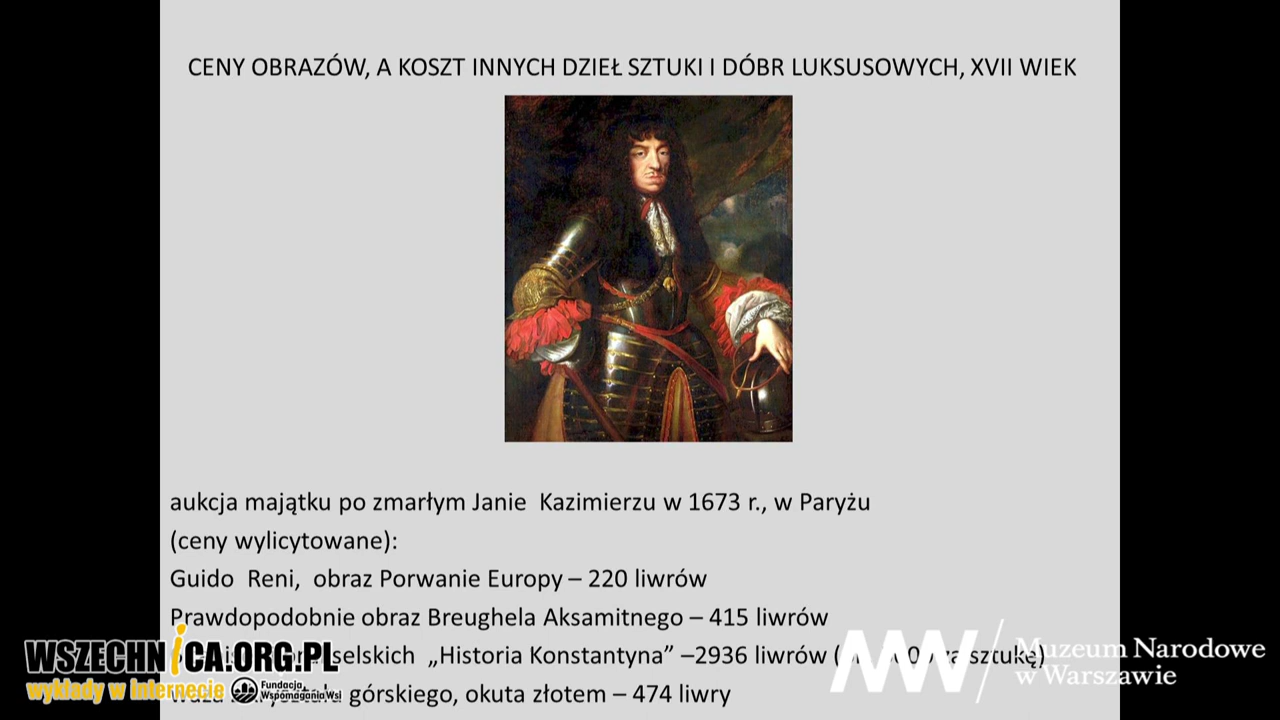 CENY OBRAZÓW, A KOSZT INNYCH DZIEŁ SZTUKI I DÓBR LUKSUSOWYCH, XVII WIEK
aukcja majątku po zmarłym Janie Kazimierzu w 1673 r., w Paryżu
(ceny wylicytowane):
Guido Reni, obraz Porwanie Europy – 220 liwrów
Prawdopodobnie obraz Breughela Aksamitnego – 415 liwrów
„Historia Konstantyna” –2936 liwrów
górskiego, okuta złotem – 474 liwry
WSZECHNICA.ORG.PL
wykłady w internecie
Fundacja
Wspomagania Wsi
Muzeum Narodowe
w Warszawie